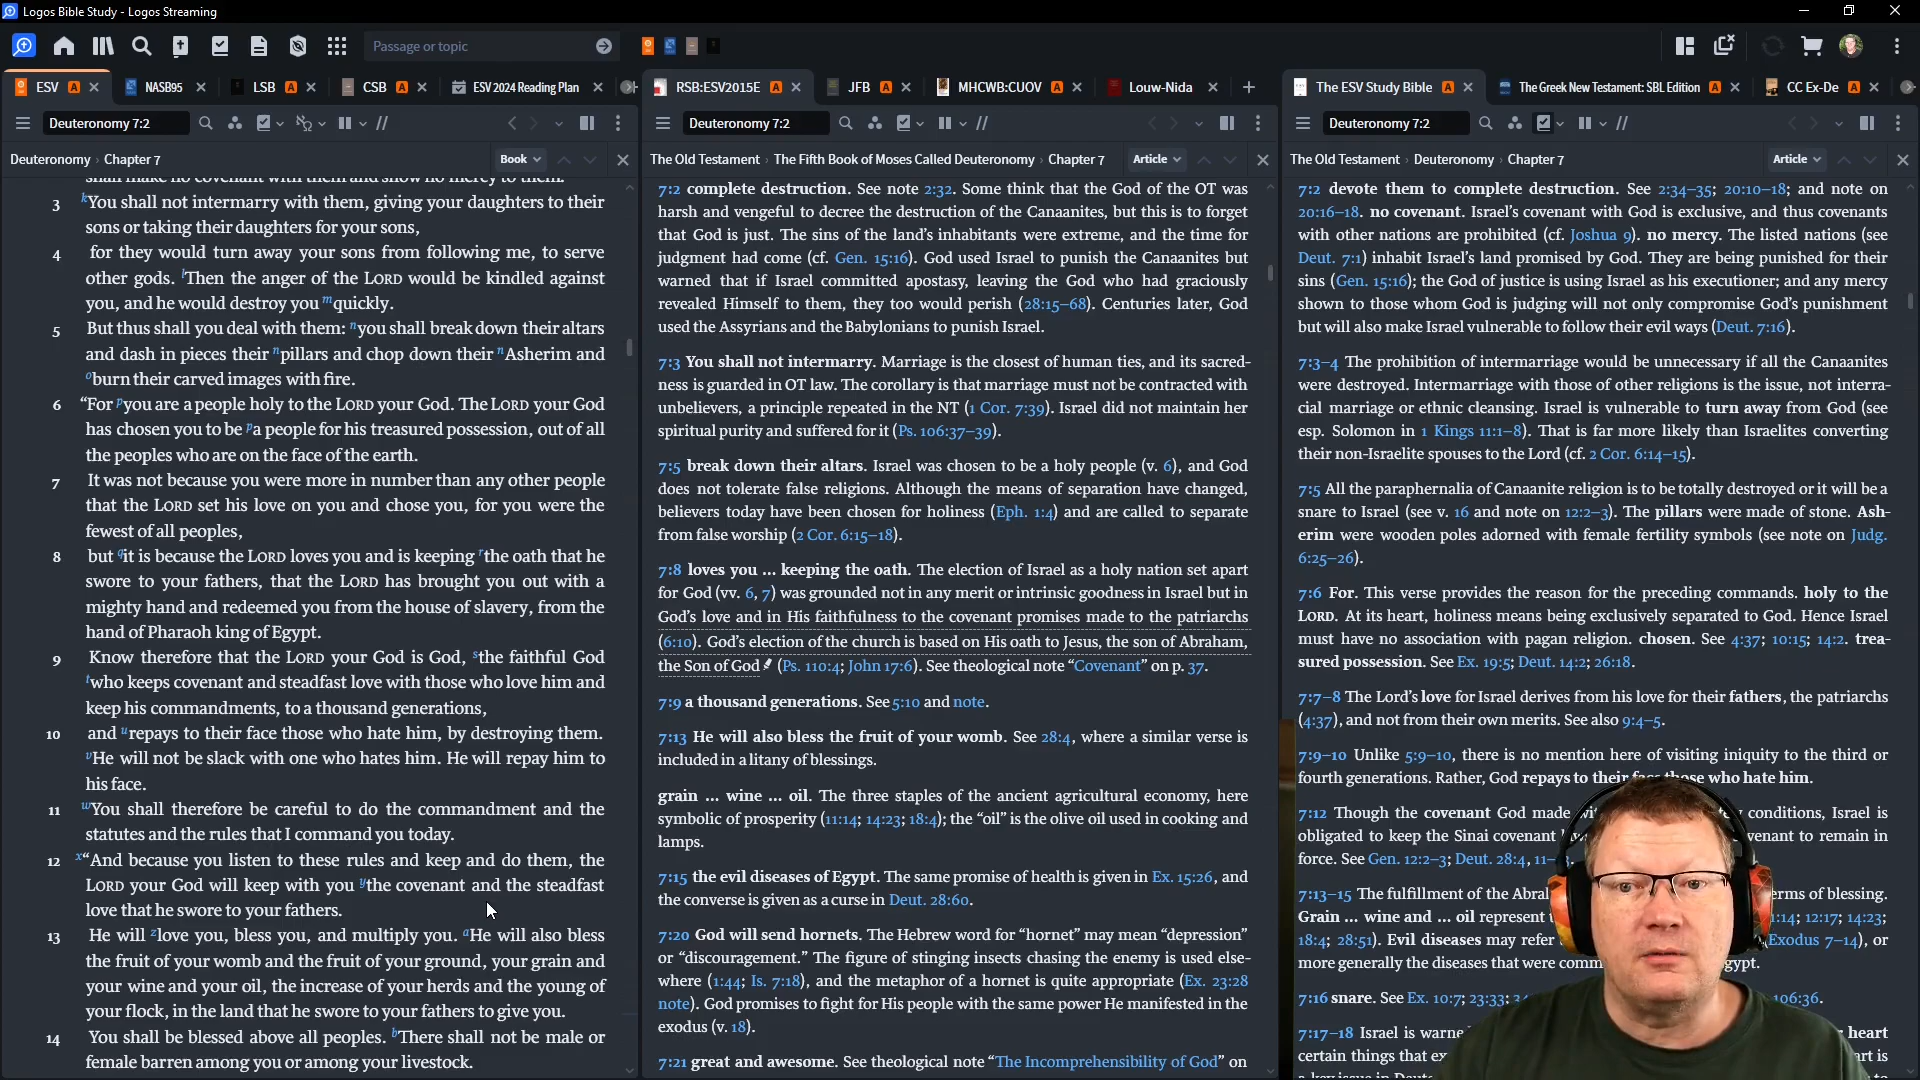 Logos Bible Study - Logos Streaming
Passage or topic
ESV A
NASB95
LSB A
CSB A
ESV 2024 Reading Plan
RSB:ESV2015E A
JFB A
MHCWB:CUOV A
Louw-Nida
The ESV Study Bible A
The Greek New Testament: SBL Edition A
CC Ex-De A
Deuteronomy 7:2
Deuteronomy 7:2
Deuteronomy 7:2
Deuteronomy › Chapter 7
Book
shall make no covenant with them and show no mercy to them.
3 kYou shall not intermarry with them, giving your daughters to their
sons or taking their daughters for your sons,
4 for they would turn away your sons from following me, to serve
other gods. lThen the anger of the LORD would be kindled against
you, and he would destroy you mquickly.
5 But thus shall you deal with them: nyou shall break down their altars
and dash in pieces their npillars and chop down their nAsherim and
oburn their carved images with fire.
6 “For pyou are a people holy to the LORD your God. The LORD your God
has chosen you to be pa people for his treasured possession, out of all
the peoples who are on the face of the earth.
7 It was not because you were more in number than any other people
that the LORD set his love on you and chose you, for you were the
fewest of all peoples,
8 but qit is because the LORD loves you and is keeping rthe oath that he
swore to your fathers, that the LORD has brought you out with a
mighty hand and redeemed you from the house of slavery, from the
hand of Pharaoh king of Egypt.
9 Know therefore that the LORD your God is God, sthe faithful God
twho keeps covenant and steadfast love with those who love him and
keep his commandments, to a thousand generations,
10 and urepays to their face those who hate him, by destroying them.
vHe will not be slack with one who hates him. He will repay him to
his face.
11 wYou shall therefore be careful to do the commandment and the
statutes and the rules that I command you today.
12 x“And because you listen to these rules and keep and do them, the
LORD your God will keep with you ythe covenant and the steadfast
love that he swore to your fathers.
13 He will zlove you, bless you, and multiply you. aHe will also bless
the fruit of your womb and the fruit of your ground, your grain and
your wine and your oil, the increase of your herds and the young of
your flock, in the land that he swore to your fathers to give you.
14 You shall be blessed above all peoples. bThere shall not be male or
female barren among you or among your livestock.
The Old Testament › The Fifth Book of Moses Called Deuteronomy › Chapter 7
Article
7:2 complete destruction. See note 2:32. Some think that the God of the OT was
harsh and vengeful to decree the destruction of the Canaanites, but this is to forget
that God is just. The sins of the land’s inhabitants were extreme, and the time for
judgment had come (cf. Gen. 15:16). God used Israel to punish the Canaanites but
warned that if Israel committed apostasy, leaving the God who had graciously
revealed Himself to them, they too would perish (28:15–68). Centuries later, God
used the Assyrians and the Babylonians to punish Israel.
7:3 You shall not intermarry. Marriage is the closest of human ties, and its sacred-
ness is guarded in OT law. The corollary is that marriage must not be contracted with
unbelievers, a principle repeated in the NT (1 Cor. 7:39). Israel did not maintain her
spiritual purity and suffered for it (Ps. 106:37–39).
7:5 break down their altars. Israel was chosen to be a holy people (v. 6), and God
does not tolerate false religions. Although the means of separation have changed,
believers today have been chosen for holiness (Eph. 1:4) and are called to separate
from false worship (2 Cor. 6:15–18).
7:8 loves you ... keeping the oath. The election of Israel as a holy nation set apart
for God (vv. 6, 7) was grounded not in any merit or intrinsic goodness in Israel but in
God’s love and in His faithfulness to the covenant promises made to the patriarchs
(6:10). God’s election of the church is based on His oath to Jesus, the son of Abraham,
the Son of God (Ps. 110:4; John 17:6). See theological note “Covenant” on p. 37.
7:9 a thousand generations. See 5:10 and note.
7:13 He will also bless the fruit of your womb. See 28:4, where a similar verse is
included in a litany of blessings.
grain ... wine ... oil. The three staples of the ancient agricultural economy, here
symbolic of prosperity (11:14; 14:23; 18:4); the “oil” is the olive oil used in cooking and
lamps.
7:15 the evil diseases of Egypt. The same promise of health is given in Ex. 15:26, and
the converse is given as a curse in Deut. 28:60.
7:20 God will send hornets. The Hebrew word for “hornet” may mean “depression”
or “discouragement.” The figure of stinging insects chasing the enemy is used else-
where (1:44; Is. 7:18), and the metaphor of a hornet is quite appropriate (Ex. 23:28
note). God promises to fight for His people with the same power He manifested in the
exodus (v. 18).
7:21 great and awesome. See theological note “The Incomprehensibility of God” on
The Old Testament › Deuteronomy › Chapter 7
Article
7:2 devote them to complete destruction. See 2:34–35; 20:10–18; and note on
20:16–18. no covenant. Israel’s covenant with God is exclusive, and thus covenants
with other nations are prohibited (cf. Joshua 9). no mercy. The listed nations (see
Deut. 7:1) inhabit Israel’s land promised by God. They are being punished for their
sins (Gen. 15:16); the God of justice is using Israel as his executioner; and any mercy
shown to those whom God is judging will not only compromise God’s punishment
but will also make Israel vulnerable to follow their evil ways (Deut. 7:16).
7:3–4 The prohibition of intermarriage would be unnecessary if all the Canaanites
were destroyed. Intermarriage with those of other religions is the issue, not interra-
cial marriage or ethnic cleansing. Israel is vulnerable to turn away from God (see
esp. Solomon in 1 Kings 11:1–8). That is far more likely than Israelites converting
their non-Israelite spouses to the Lord (cf. 2 Cor. 6:14–15).
7:5 All the paraphernalia of Canaanite religion is to be totally destroyed or it will be a
snare to Israel (see v. 16 and note on 12:2–3). The pillars were made of stone. Ash-
erim were wooden poles adorned with female fertility symbols (see note on Judg.
6:25–26).
7:6 For. This verse provides the reason for the preceding commands. holy to the
LORD. At its heart, holiness means being exclusively separated to God. Hence Israel
must have no association with pagan religion. chosen. See 4:37; 10:15; 14:2. trea-
sured possession. See Ex. 19:5; Deut. 14:2; 26:18.
7:7–8 The Lord’s love for Israel derives from his love for their fathers, the patriarchs
(4:37), and not from their own merits. See also 9:4–5.
7:9–10 Unlike 5:9–10, there is no mention here of visiting iniquity to the third or
fourth generations. Rather, God repays to their face those who hate him.
7:12 Though the covenant God made conditions, Israel is
obligated to keep the Sinai covenant to remain in
force. See Gen. 12:2–3; Deut. 28:4,
7:13–15 The fulfillment of the terms of blessing.
Grain ... wine and ... oil represent 12:17; 14:23;
18:4; 28:51). Evil diseases may refer Exodus 7–14), or
more generally the diseases that were
7:16 snare. See Ex. 10:7; 23:33; 106:36.
7:17–18 Israel is heart
certain things that